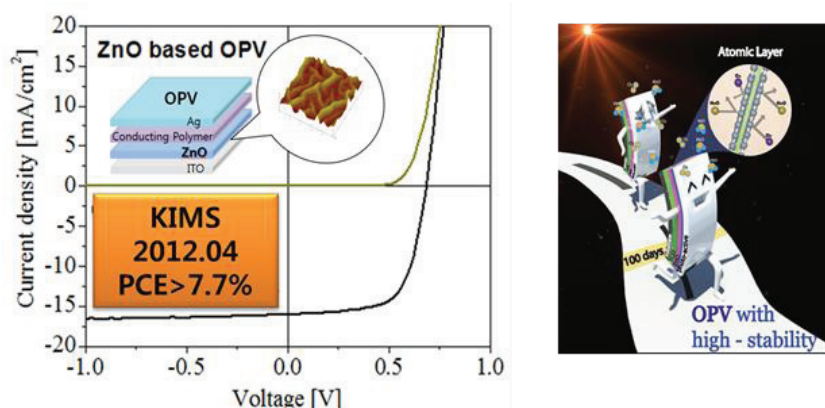 ZnO based OPV
OPV
Ag
Conducting Polymer
ZnO
ITO
KIMS
2012.04
PCE>7.7%
Current density [mA/cm²]
20
15
10
5
0
-5
-10
-15
-20
-1.0
-0.5
0.0
0.5
1.0
Voltage [V]
Atomic Layer
100 days
OPV with
high - stability